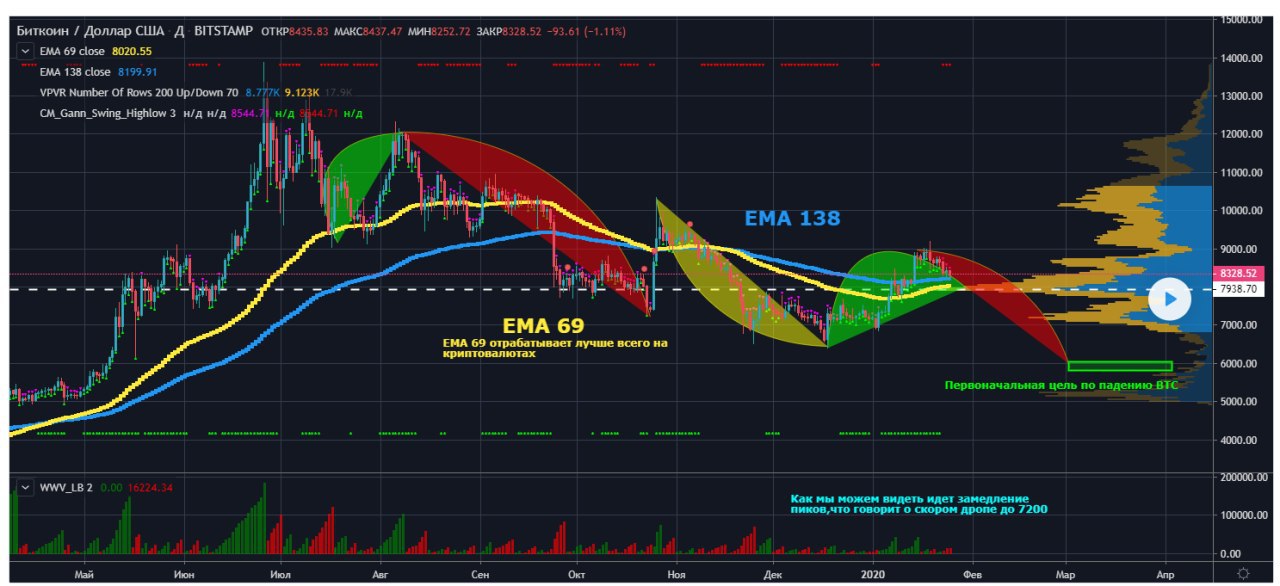 Биткоин / Доллар США Д BITSTAMP ОТКР8435.83 МАКС8437.47 МИН8252.72 ЗАКР8328.52 −93.61 (−1.11%)
EMA 69 close 8020.55
EMA 138 close 8199.91
VPVR Number Of Rows 200 Up/Down 70 8.777K 9.123K 17.9K
CM_Gann_Swing_Highlow 3 н/д н/д 8544.71 н/д 8544.71 н/д
15000.00
14000.00
13000.00
12000.00
11000.00
10000.00
9000.00
8328.52
7938.70
7000.00
6000.00
5000.00
4000.00
EMA 138
EMA 69
EMA 69 отрабатывает лучше всего на
криптовалютах
Первоначальная цель по падению BTC
WWV_LB 2 0.00 16224.34
Как мы можем видеть идет замедление
пиков,что говорит о скором дропе до 7200
200000.00
100000.00
0.00
Май Июн Июл Авг Сен Окт Ноя Дек 2020 Фев Мар Апр